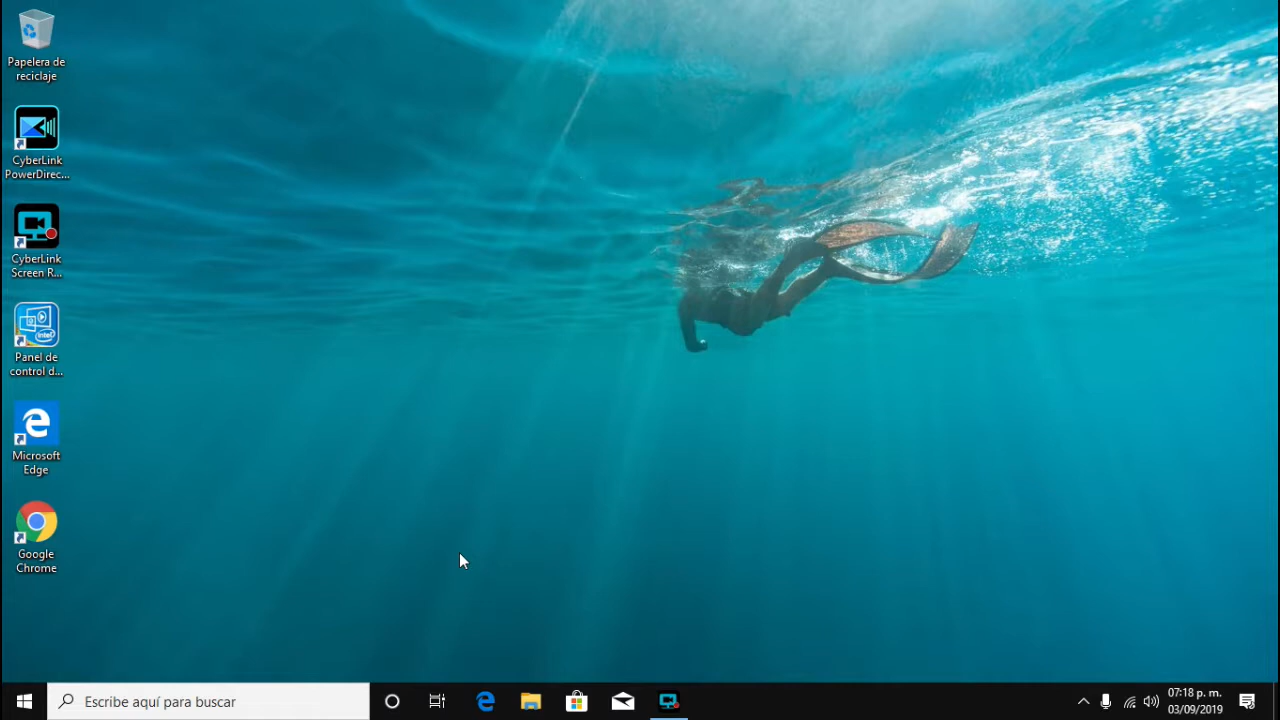 Papelera de
reciclaje
CyberLink
PowerDirec...
CyberLink
Screen R...
Panel de
control d...
Microsoft
Edge
Google
Chrome
Escribe aquí para buscar
07:18 p. m.
03/09/2019